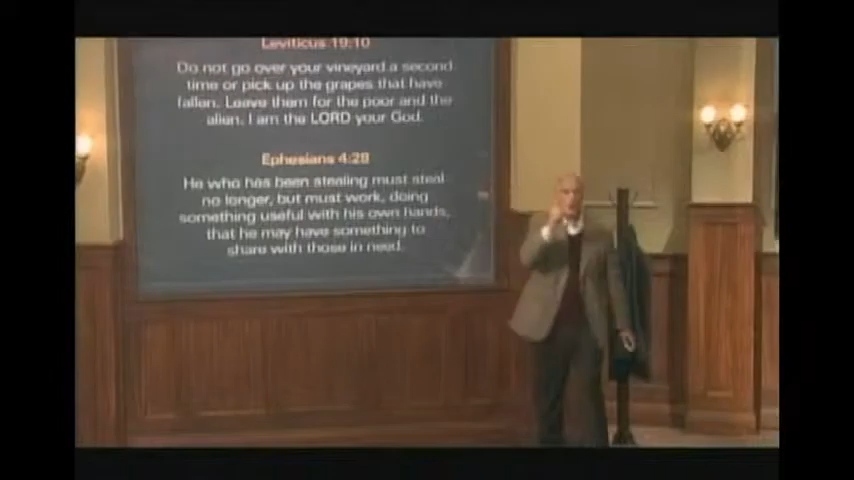 Leviticus 19:10
Do not go over your vineyard a second
time or pick up the grapes that have
fallen. Leave them for the poor and the
alien. I am the LORD your God.
Ephesians 4:28
He who has been stealing must steal
no longer, but must work, doing
something useful with his own hands,
that he may have something to
share with those in need.